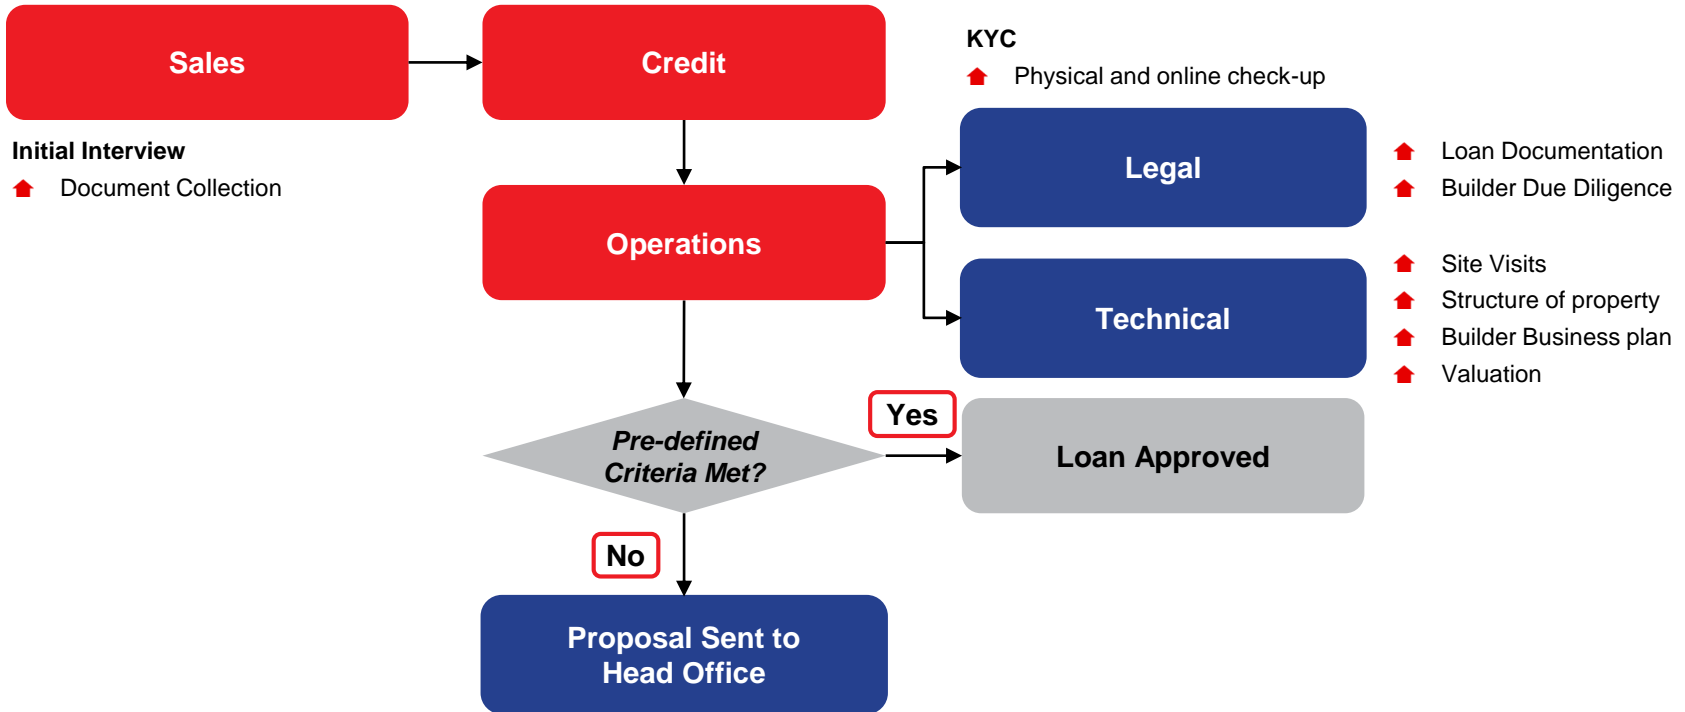 Sales
Credit
KYC
Physical and online check-up
Initial Interview
Document Collection
Legal
Loan Documentation
Builder Due Diligence
Operations
Technical
Site Visits
Structure of property
Builder Business plan
Valuation
Pre-defined
Criteria Met?
Yes
Loan Approved
No
Proposal Sent to
Head Office